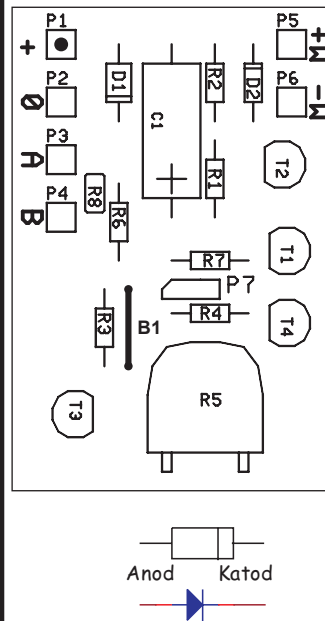 P1
+
P2
0
P3
A
P4
B
D1
C1
R2
D2
P5
M+
P6
M-
T2
R1
R8
R6
R7
T1
P7
R4
T4
R3
B1
R5
T3
Anod Katod